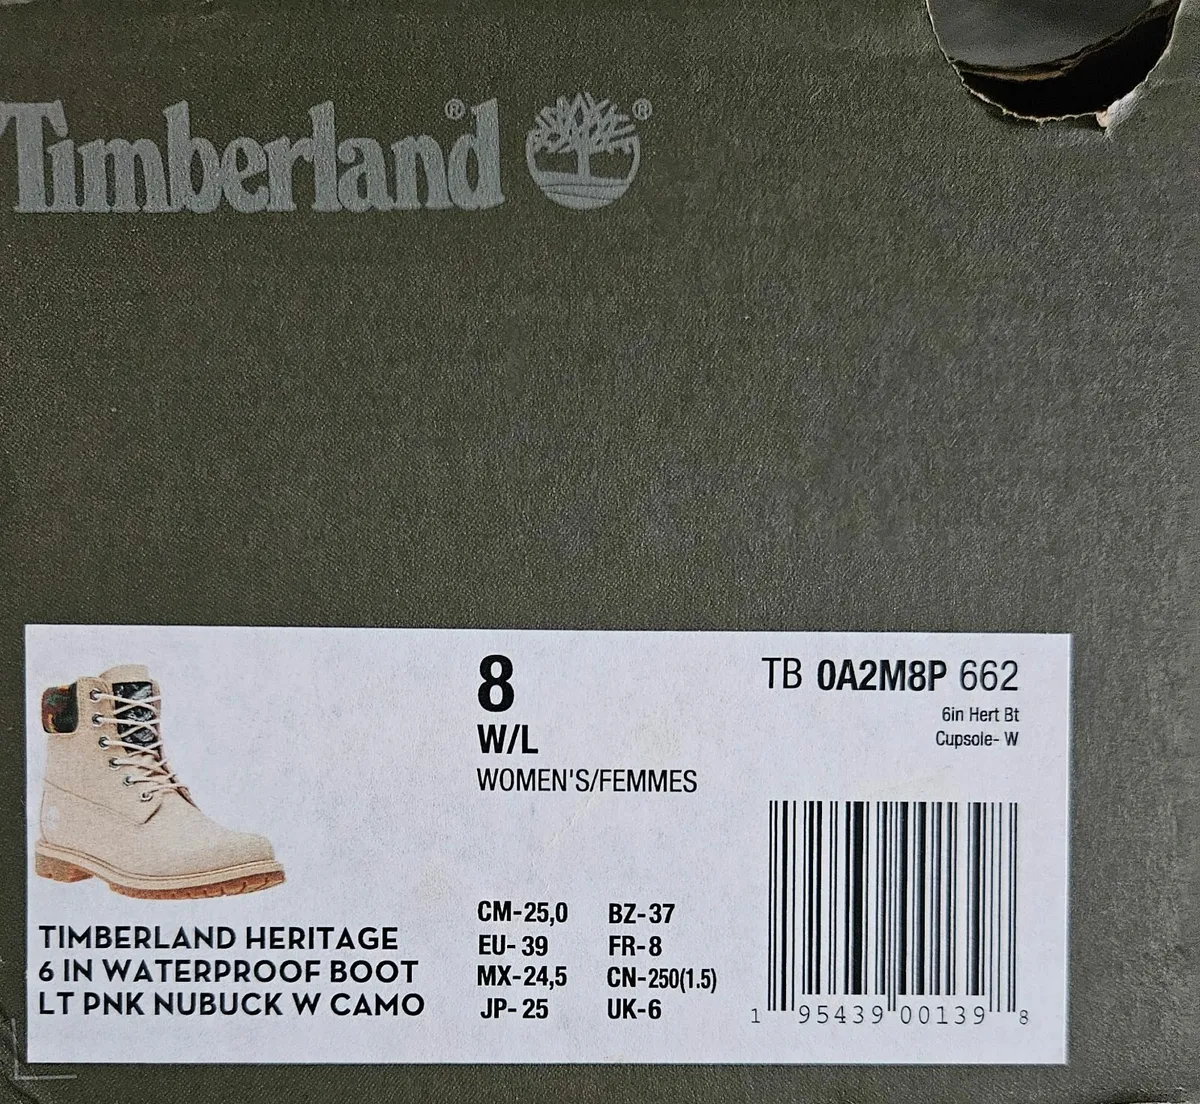 Timberland® ®
8
W/L
WOMEN'S/FEMMES
TB 0A2M8P 662
6in Hert Bt
Cupsole- W
TIMBERLAND HERITAGE
6 IN WATERPROOF BOOT
LT PNK NUBUCK W CAMO
CM-25,0 BZ-37
EU-39 FR-8
MX-24,5 CN-250(1.5)
JP-25 UK-6
1 95439 00139 8